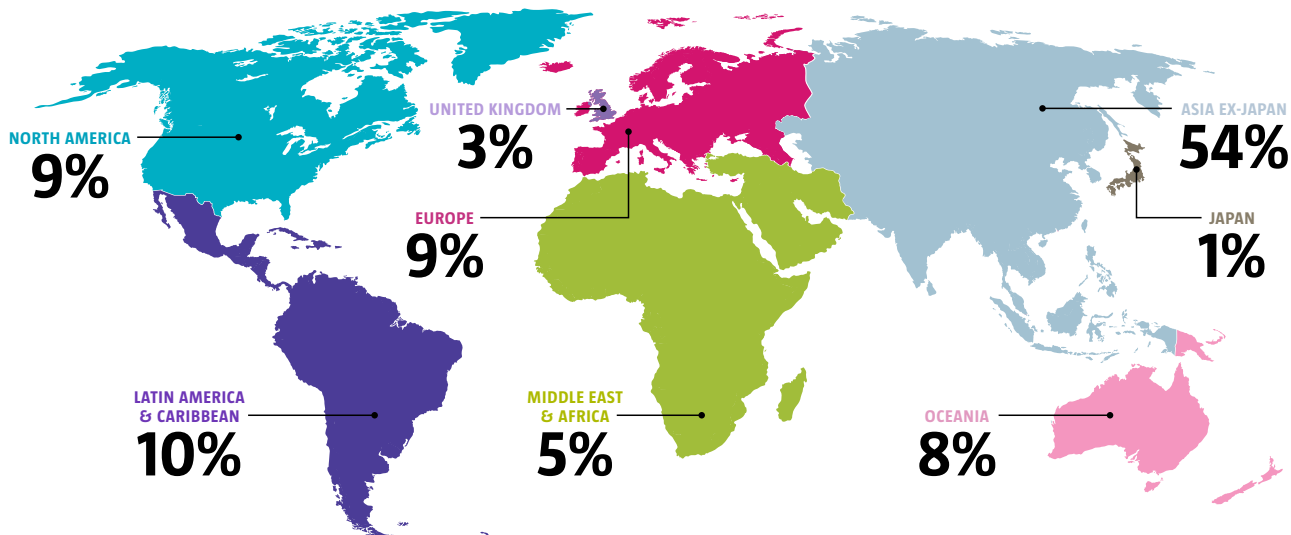 NORTH AMERICA
9%
UNITED KINGDOM
3%
EUROPE
9%
ASIA EX-JAPAN
54%
JAPAN
1%
LATIN AMERICA
& CARIBBEAN
10%
MIDDLE EAST
& AFRICA
5%
OCEANIA
8%